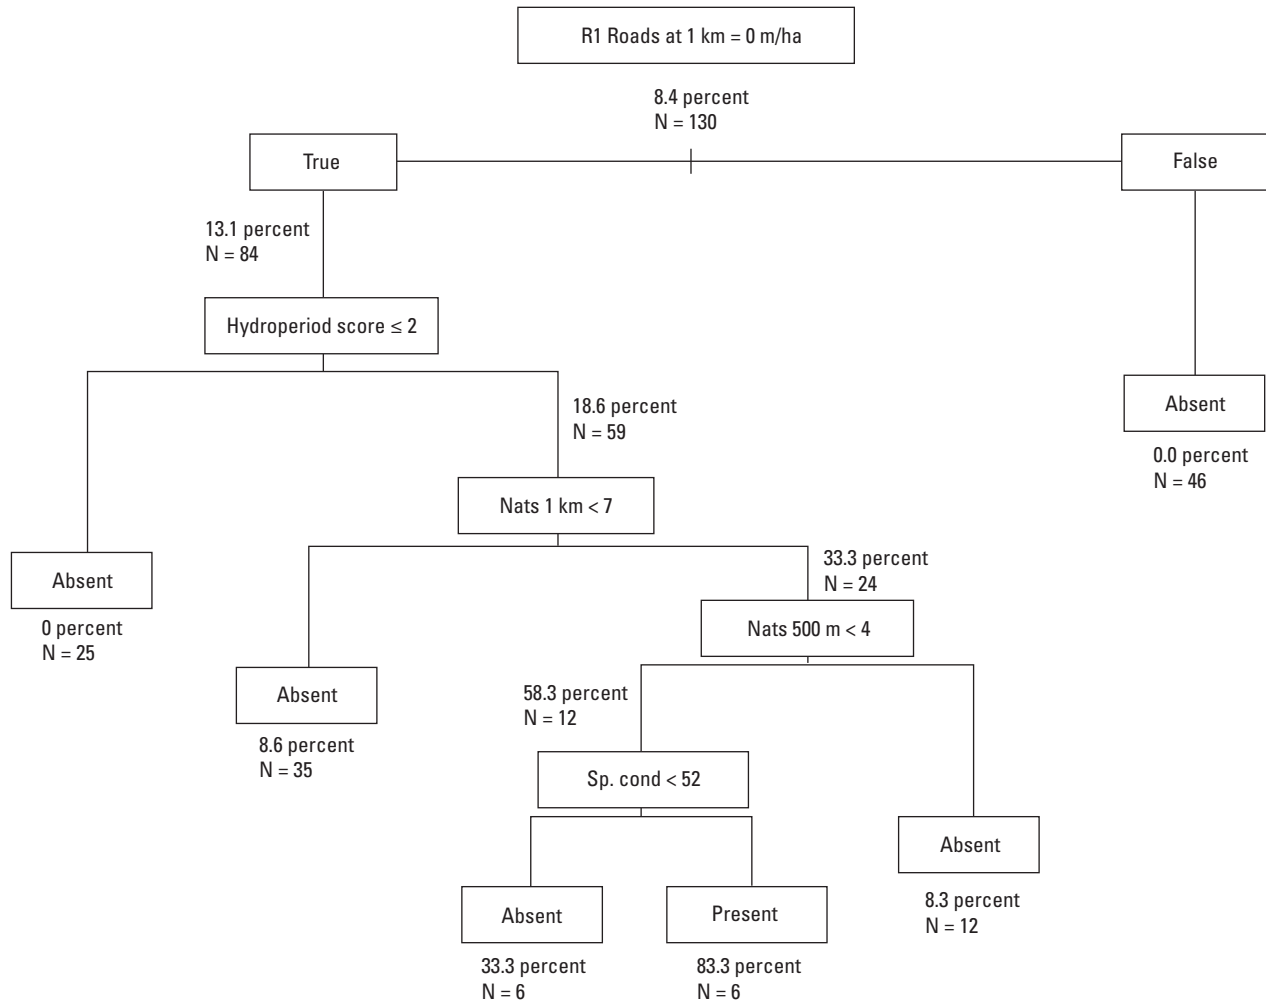 R1 Roads at 1 km = 0 m/ha
8.4 percent
N = 130
True
False
13.1 percent
N = 84
Hydroperiod score ≤ 2
18.6 percent
N = 59
Absent
0.0 percent
N = 46
Nats 1 km < 7
Absent
0 percent
N = 25
33.3 percent
N = 24
Nats 500 m < 4
Absent
8.6 percent
N = 35
58.3 percent
N = 12
Sp. cond < 52
Absent
8.3 percent
N = 12
Absent
33.3 percent
N = 6
Present
83.3 percent
N = 6